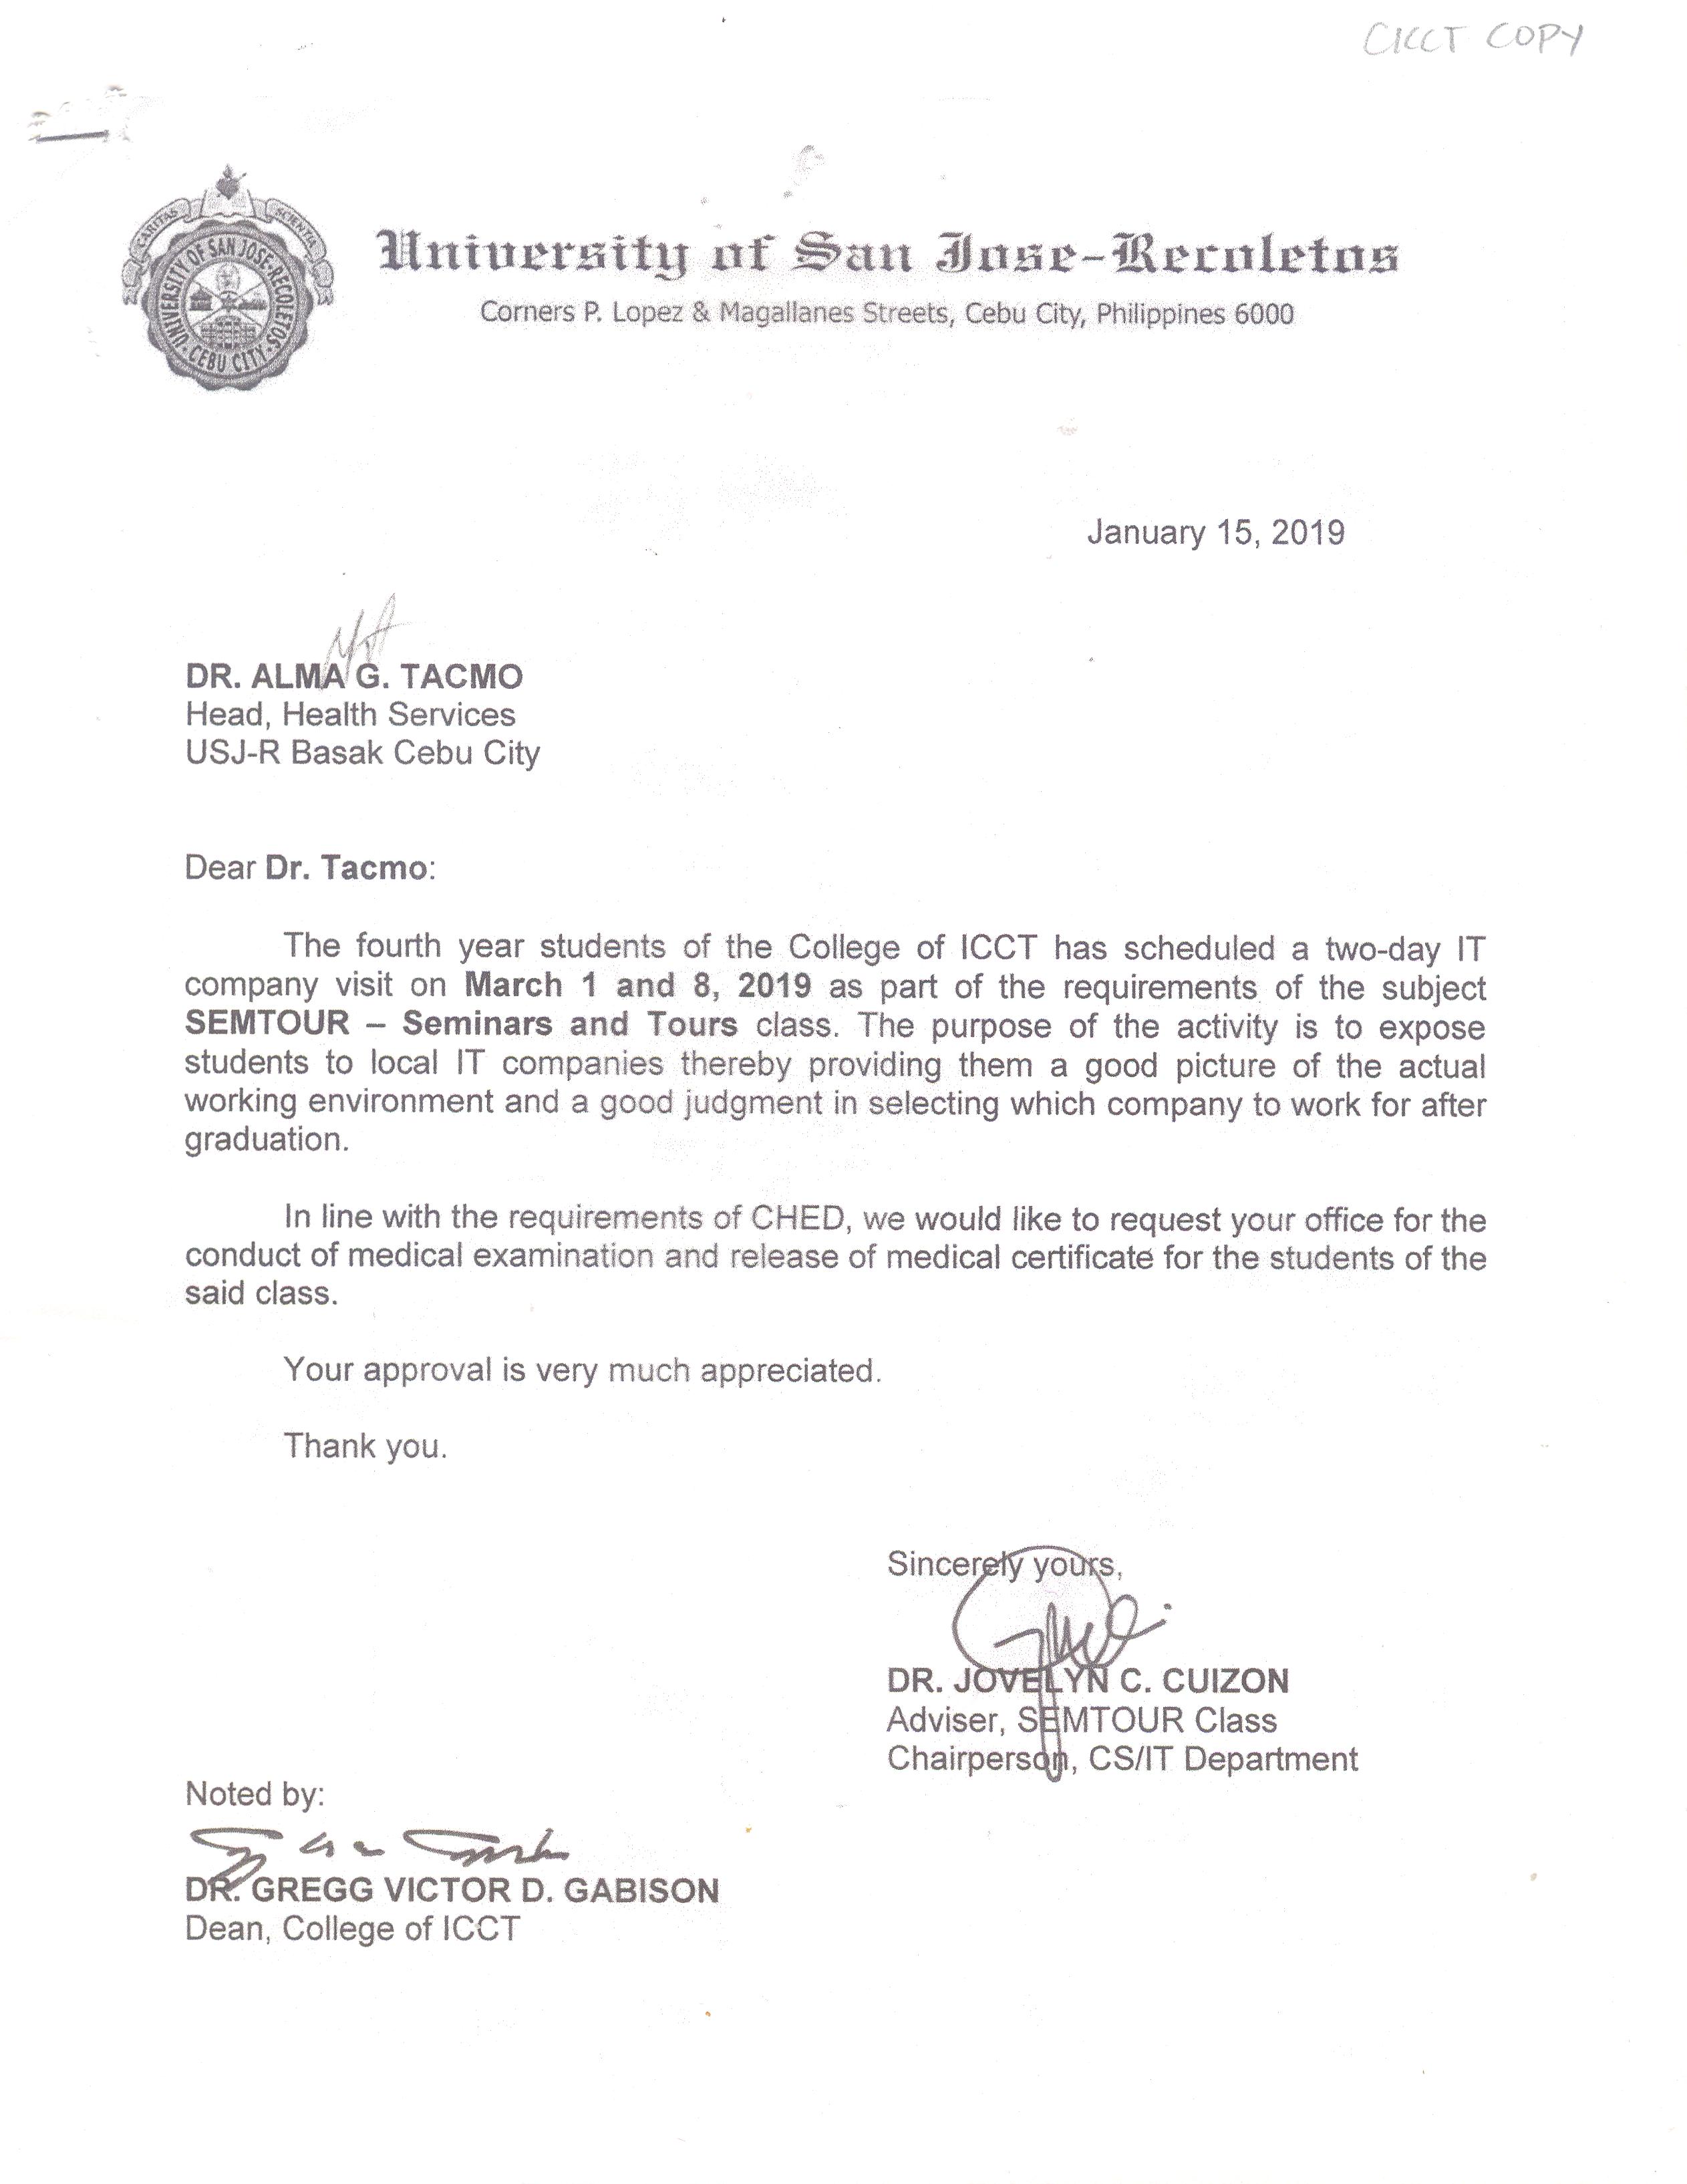 CICCT COPY
CARITAS
SCIENTIA
UNIVERSITY OF SAN JOSE-RECOLETOS
CEBU CITY
University of San Jose-Recoletos
Corners P. Lopez & Magallanes Streets, Cebu City, Philippines 6000
January 15, 2019
DR. ALMA G. TACMO
Head, Health Services
USJ-R Basak Cebu City
Dear Dr. Tacmo:
The fourth year students of the College of ICCT has scheduled a two-day IT
company visit on March 1 and 8, 2019 as part of the requirements of the subject
SEMTOUR – Seminars and Tours class. The purpose of the activity is to expose
students to local IT companies thereby providing them a good picture of the actual
working environment and a good judgment in selecting which company to work for after
graduation.
In line with the requirements of CHED, we would like to request your office for the
conduct of medical examination and release of medical certificate for the students of the
said class.
Your approval is very much appreciated.
Thank you.
Sincerely yours,
DR. JOVELYN C. CUIZON
Adviser, SEMTOUR Class
Chairperson, CS/IT Department
Noted by:
DR. GREGG VICTOR D. GABISON
Dean, College of ICCT